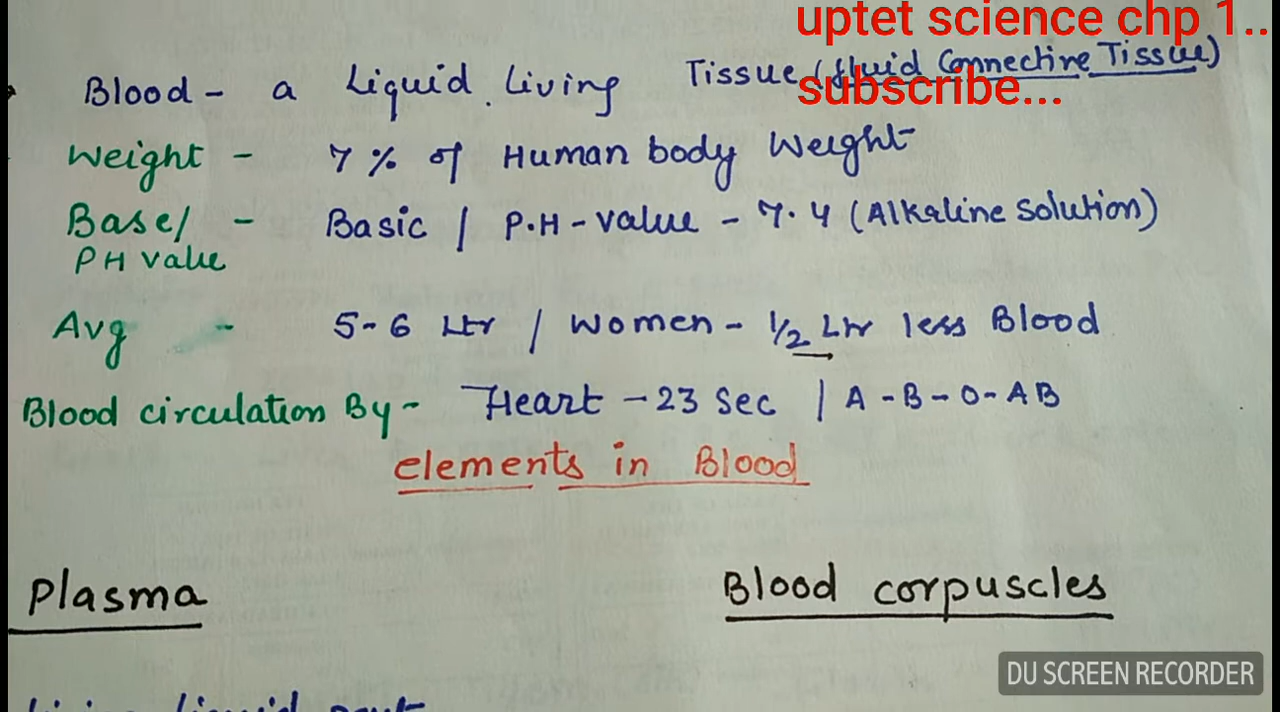 uptet science chp 1..
Blood - a Liquid Living Tissue (fluid Connective Tissue)
subscribe...
Weight - 7 % of Human body Weight
Base/ - Basic / P.H - value - 7.4 (Alkaline Solution)
PH value
Avg - 5-6 Ltr / Women - 1/2 Ltr less Blood
Blood circulation By - Heart - 23 Sec | A - B - O - AB
elements in Blood
Plasma Blood corpuscles
DU SCREEN RECORDER